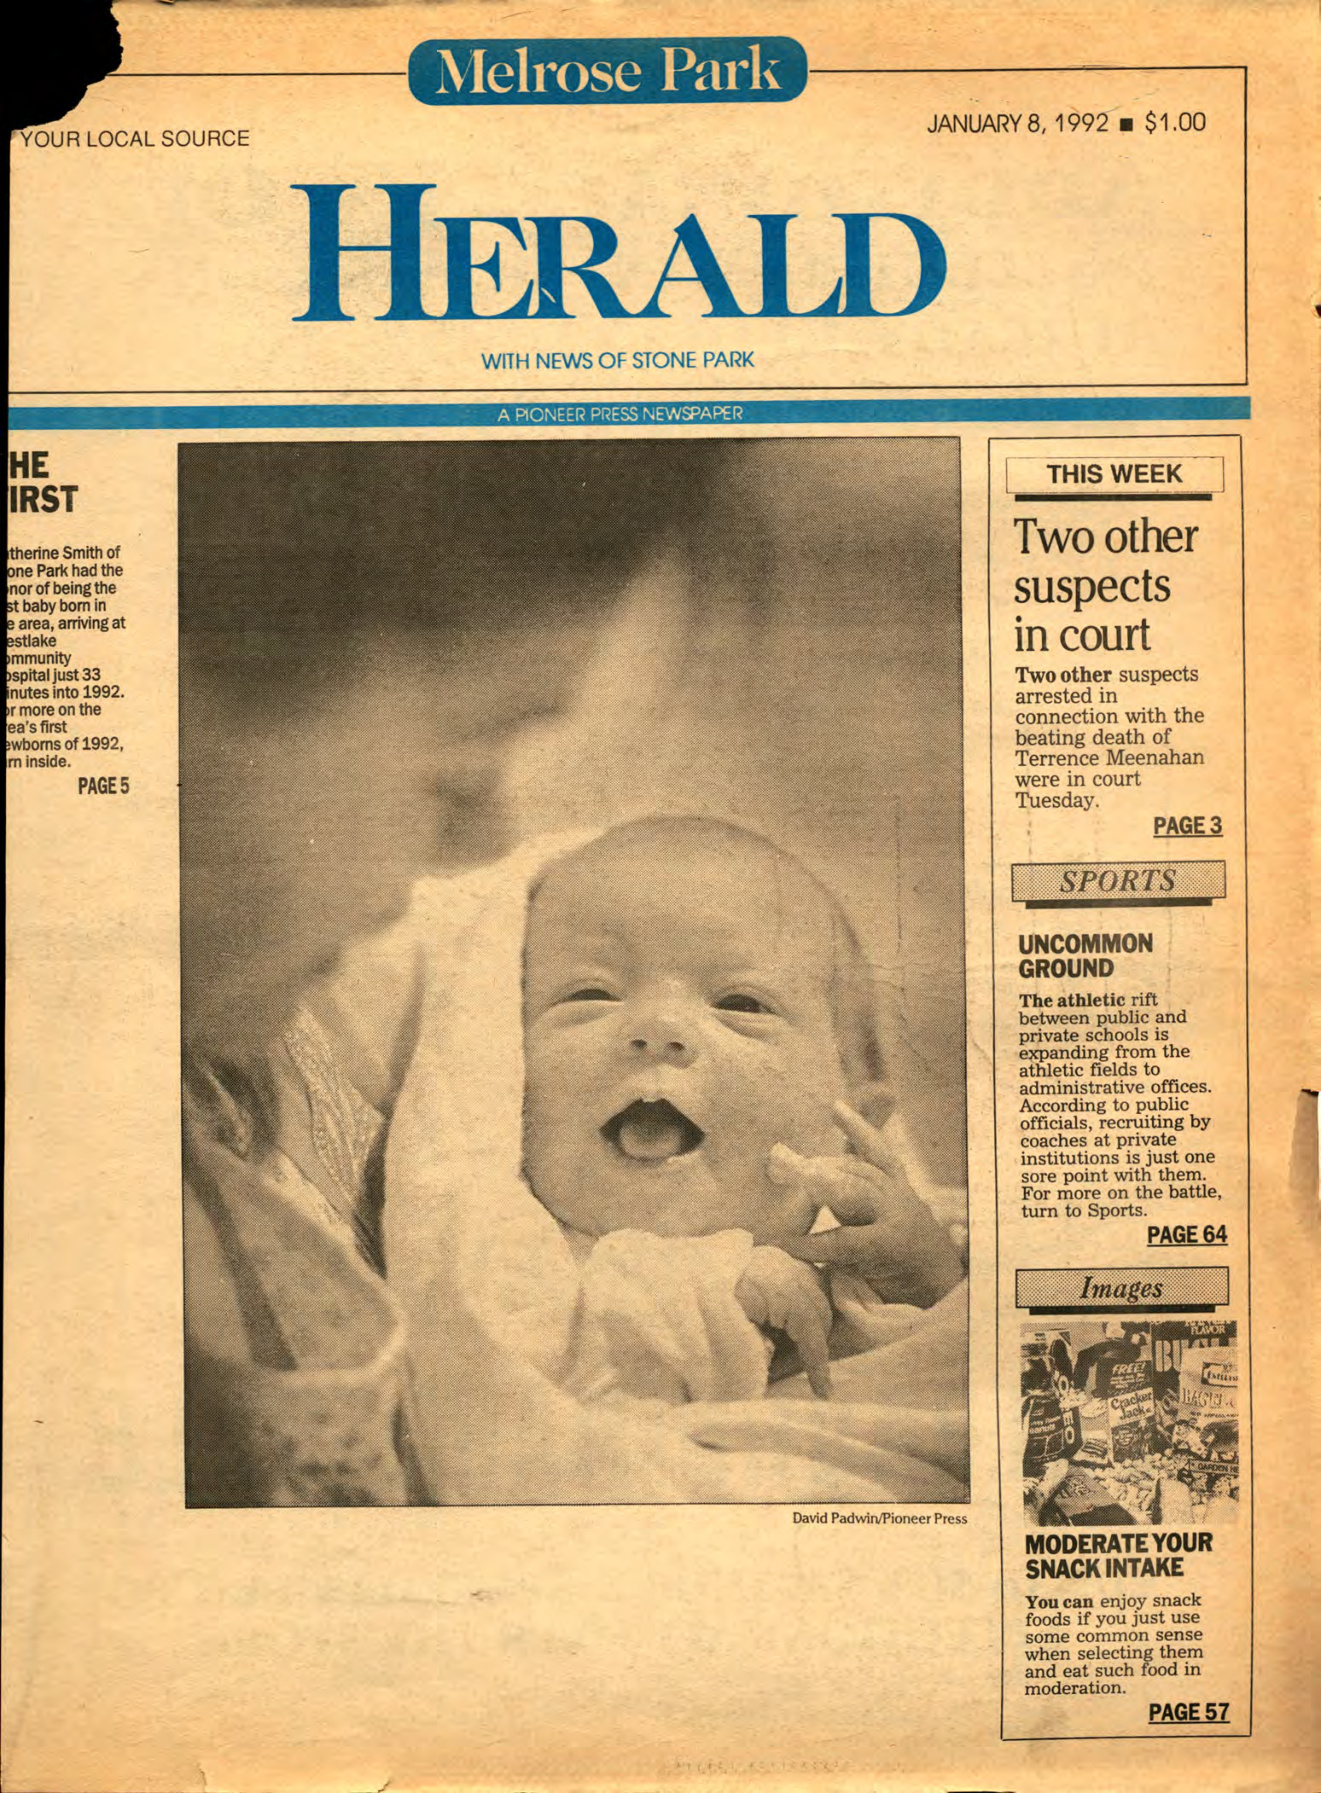 Melrose Park
YOUR LOCAL SOURCE
JANUARY 8, 1992 ■ $1.00
HERALD
WITH NEWS OF STONE PARK
A PIONEER PRESS NEWSPAPER
HE
IRST
therine Smith of
one Park had the
nor of being the
st baby born in
e area, arriving at
estlake
ommunity
ospital just 33
inutes into 1992.
or more on the
ea's first
ewborns of 1992,
rn inside.
PAGE 5
David Padwin/Pioneer Press
THIS WEEK
Two other
suspects
in court
Two other suspects
arrested in
connection with the
beating death of
Terrence Meenahan
were in court
Tuesday.
PAGE 3
SPORTS
UNCOMMON
GROUND
The athletic rift
between public and
private schools is
expanding from the
athletic fields to
administrative offices.
According to public
officials, recruiting by
coaches at private
institutions is just one
sore point with them.
For more on the battle,
turn to Sports.
PAGE 64
Images
FLAVOR
FREE!
Cracker
Jack
MODERATE YOUR
SNACK INTAKE
You can enjoy snack
foods if you just use
some common sense
when selecting them
and eat such food in
moderation.
PAGE 57